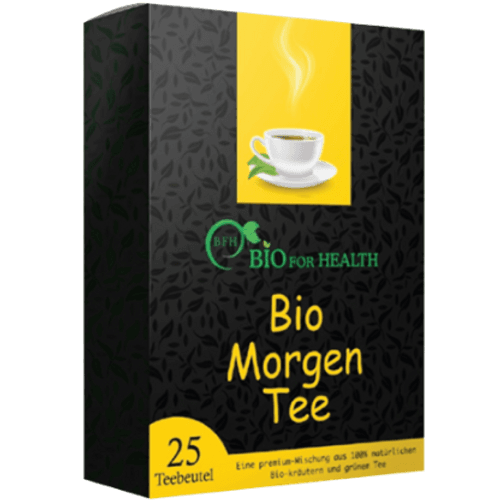 BFH
BIO FOR HEALTH
Bio
Morgen
Tee
25
Teebeutel
Eine premium-Mischung aus 100% natürlichen
Bio-kräutern und grünem Tee